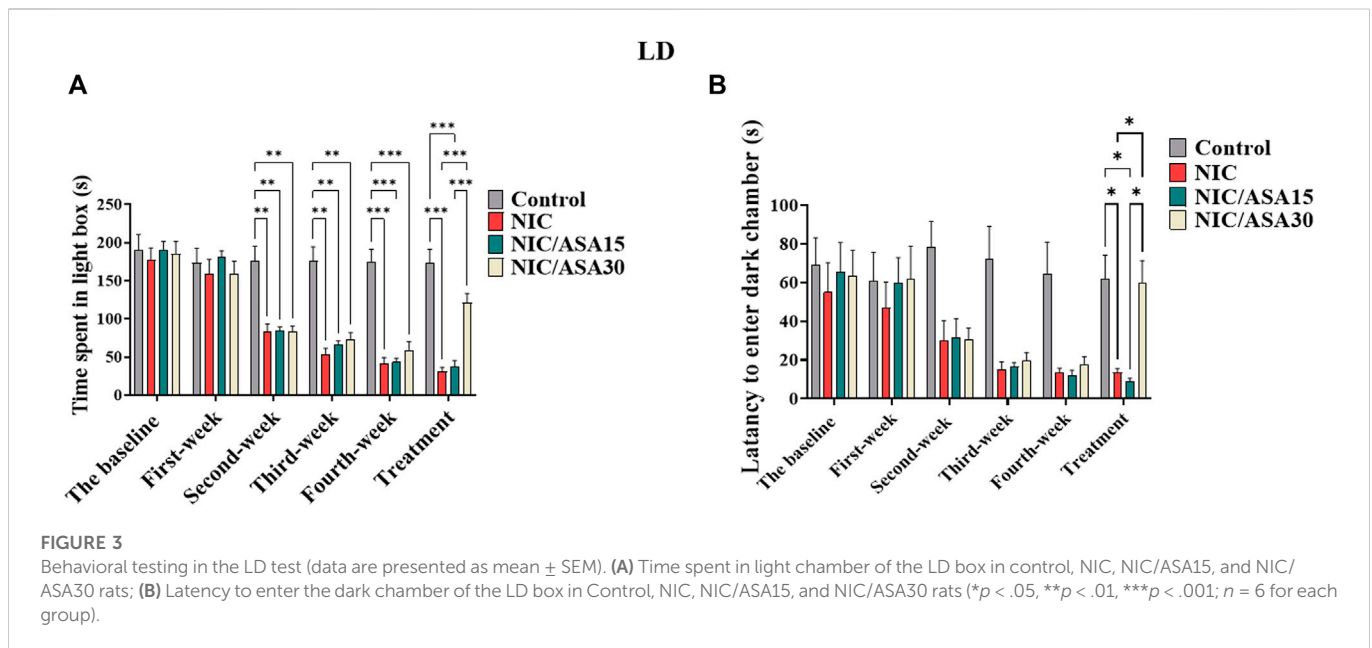 LD
A
B
*** 
*** 
** ** *** *** 
** ** *** *** 
** ** *** ***
Time spent in light box (s)
250
200
150
100
50
0
The baseline
First-week
Second-week
Third-week
Fourth-week
Treatment
Control
NIC
NIC/ASA15
NIC/ASA30
*
*
* *
Latancy to enter dark chamber (s)
100
80
60
40
20
0
The baseline
First-week
Second-week
Third-week
Fourth-week
Treatment
Control
NIC
NIC/ASA15
NIC/ASA30
FIGURE 3
Behavioral testing in the LD test (data are presented as mean ± SEM). (A) Time spent in light chamber of the LD box in control, NIC, NIC/ASA15, and NIC/
ASA30 rats; (B) Latency to enter the dark chamber of the LD box in Control, NIC, NIC/ASA15, and NIC/ASA30 rats (*p < .05, **p < .01, ***p < .001; n = 6 for each
group).